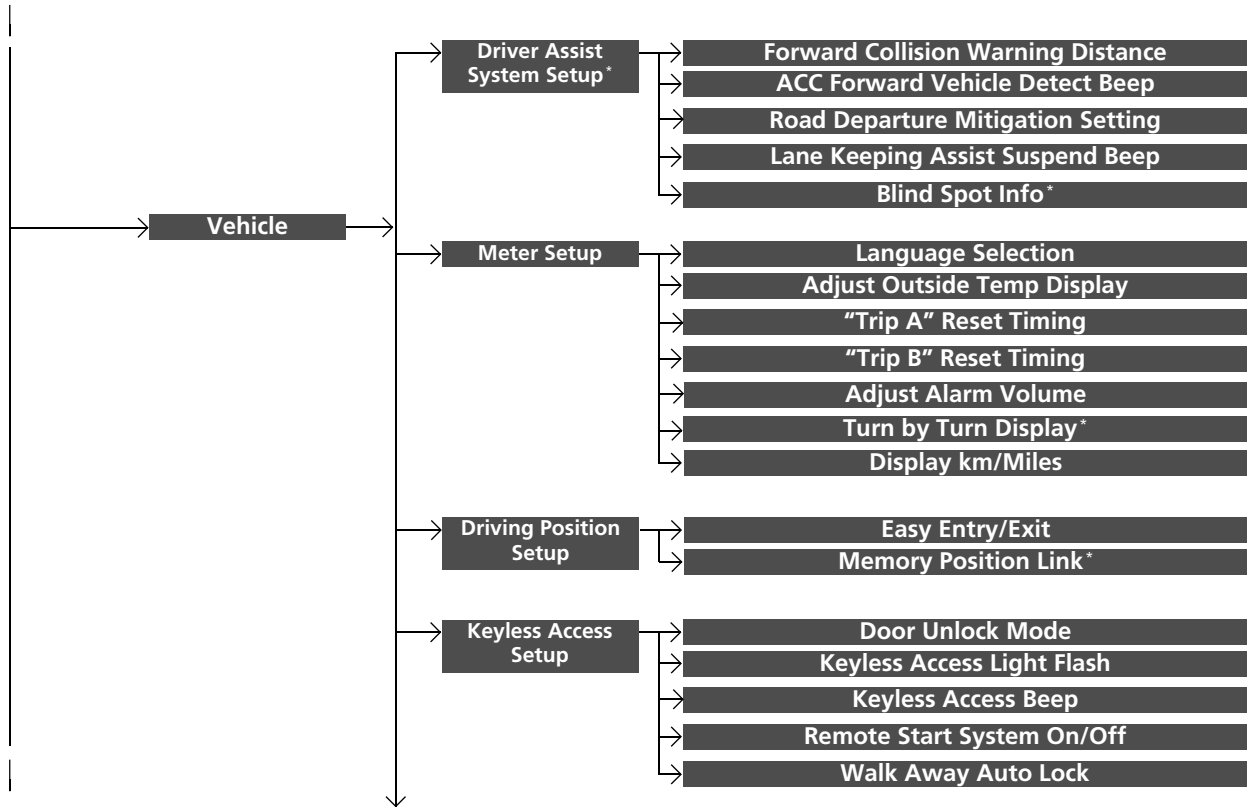 Driver Assist
System Setup*
Forward Collision Warning Distance
ACC Forward Vehicle Detect Beep
Road Departure Mitigation Setting
Lane Keeping Assist Suspend Beep
Blind Spot Info*
Vehicle
Meter Setup
Language Selection
Adjust Outside Temp Display
“Trip A” Reset Timing
“Trip B” Reset Timing
Adjust Alarm Volume
Turn by Turn Display*
Display km/Miles
Driving Position
Setup
Easy Entry/Exit
Memory Position Link*
Keyless Access
Setup
Door Unlock Mode
Keyless Access Light Flash
Keyless Access Beep
Remote Start System On/Off
Walk Away Auto Lock